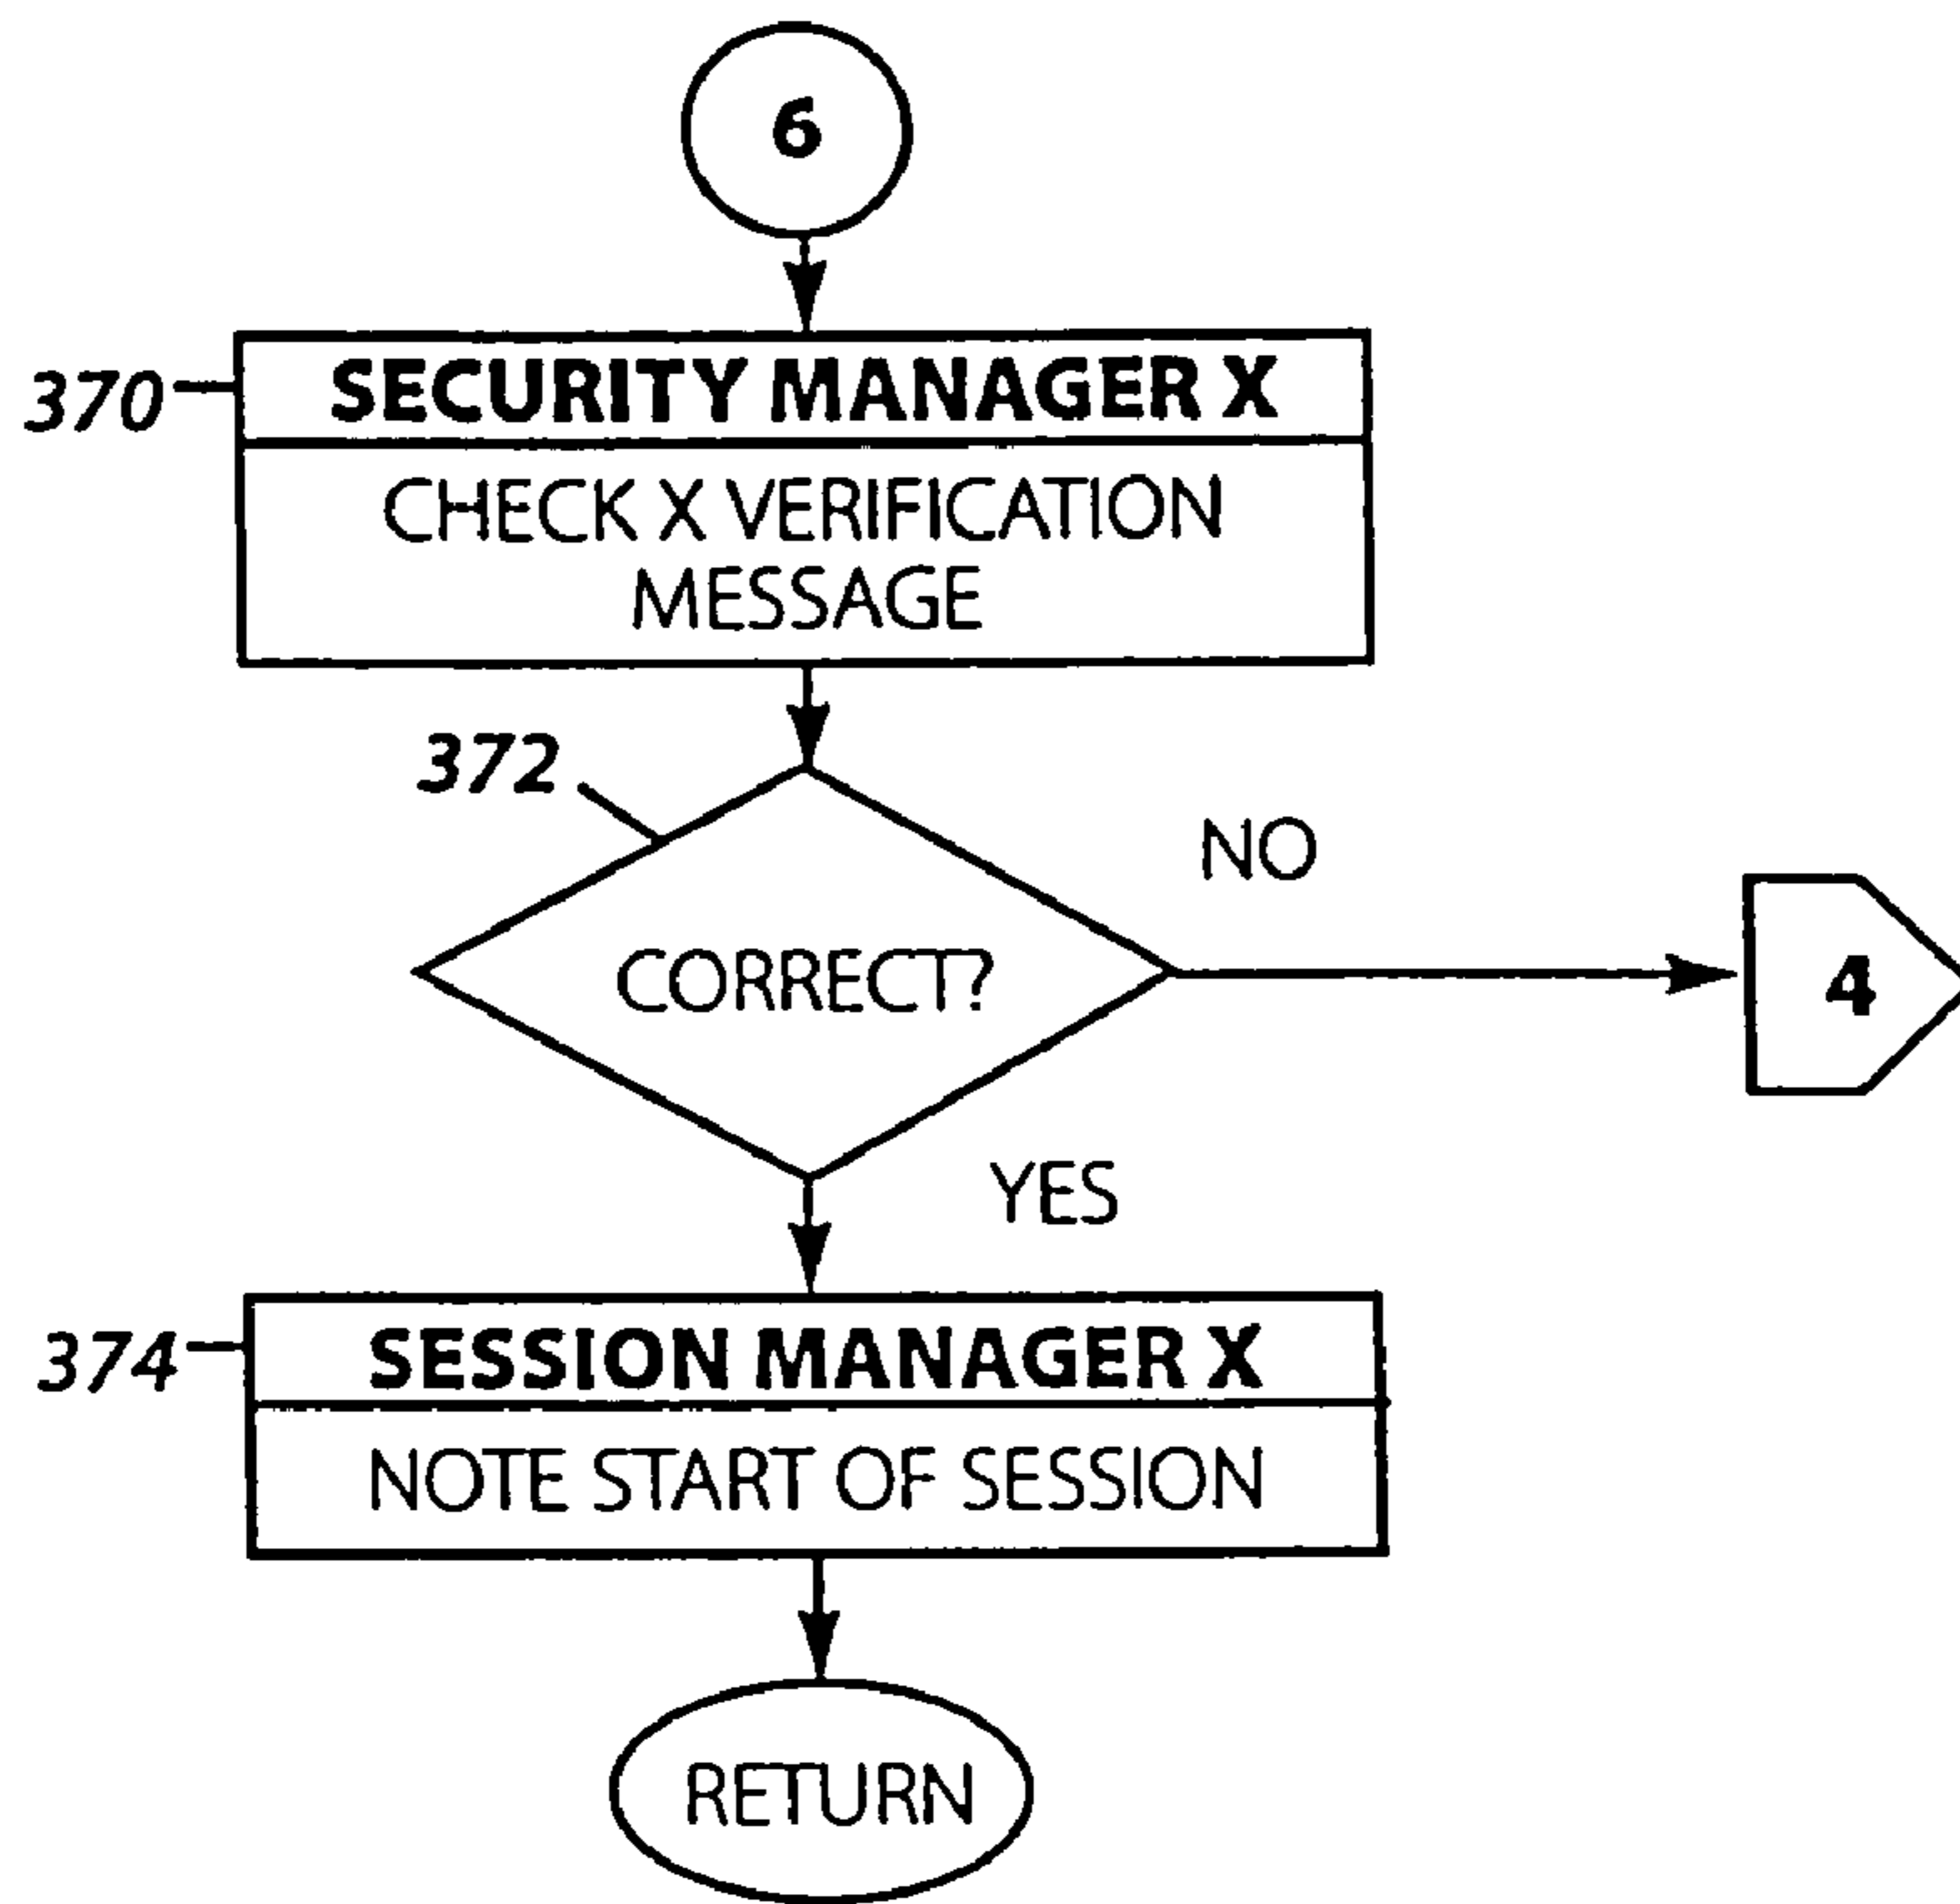 6
370
SECURITY MANAGER X
CHECK X VERIFICATION
MESSAGE
372
NO
CORRECT?
4
YES
374
SESSION MANAGER X
NOTE START OF SESSION
RETURN